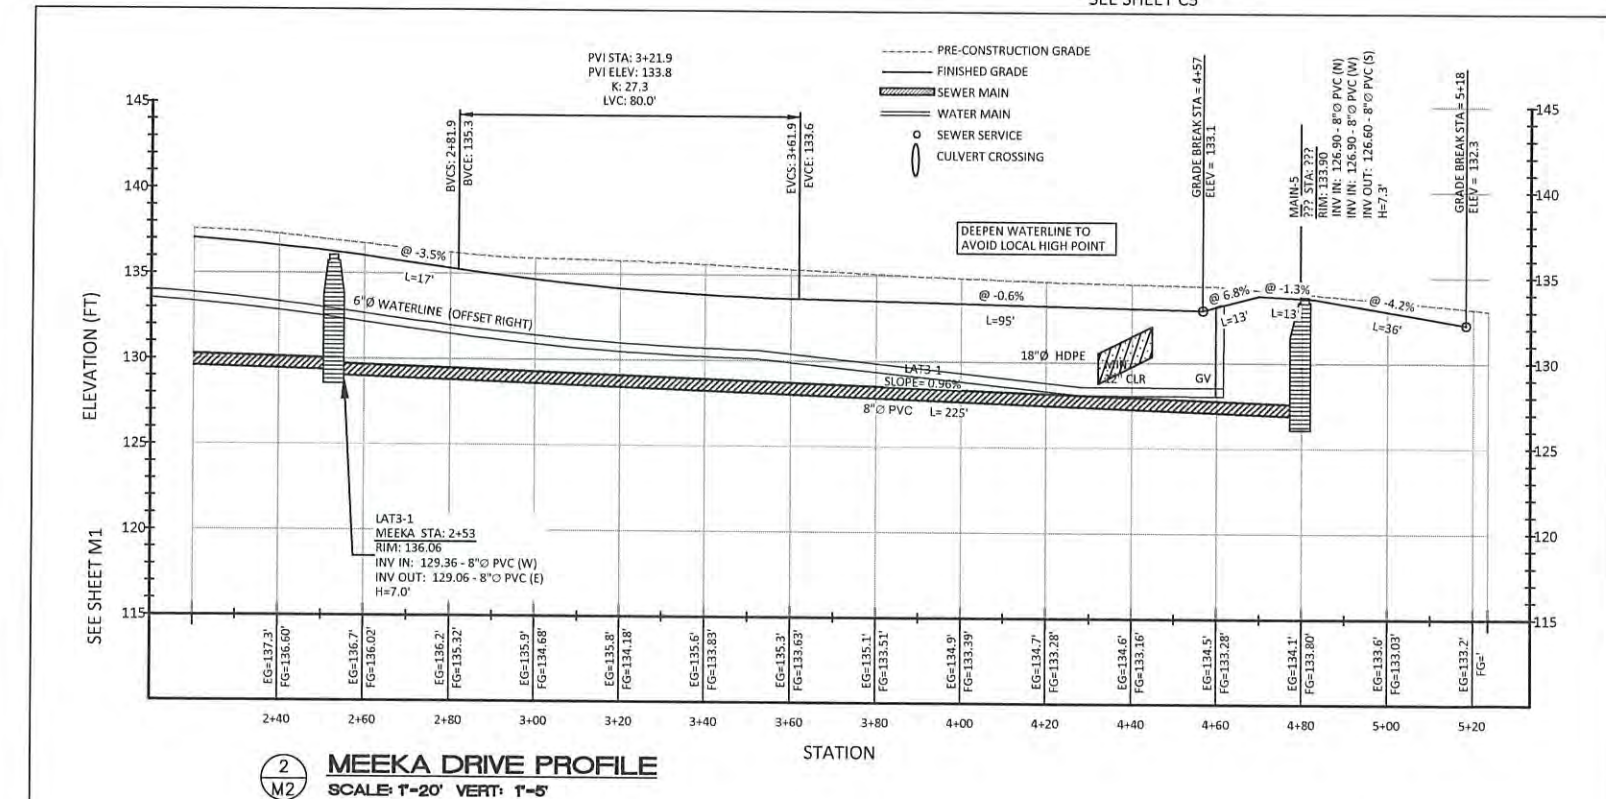 SEE SHEET C3
PVI STA: 3+21.9
PVI ELEV: 133.8
K: 27.3
LVC: 80.0'
BVCS: 2+81.9
BVCE: 135.3
EVCS: 3+61.9
EVCE: 133.6
PRE-CONSTRUCTION GRADE
FINISHED GRADE
SEWER MAIN
WATER MAIN
SEWER SERVICE
CULVERT CROSSING
GRADE BREAK STA = 4+57
ELEV = 133.1
MAIN-5
??? STA: ???
RIM: 133.90
INV IN: 126.90 - 8"Ø PVC (N)
INV IN: 126.90 - 8"Ø PVC (W)
INV OUT: 126.60 - 8"Ø PVC (S)
H=7.3'
GRADE BREAK STA = 5+18
ELEV = 132.3
DEEPEN WATERLINE TO
AVOID LOCAL HIGH POINT
145
140
135
130
125
120
115
ELEVATION (FT)
SEE SHEET M1
145
140
135
130
125
120
115
@ -3.5%
L=17'
6"Ø WATERLINE (OFFSET RIGHT)
@ -0.6%
L=95'
@ 6.8%
L=13'
@ -1.3%
L=13'
@ -4.2%
L=36'
18"Ø HDPE
MIN
12" CLR
GV
LAT3-1
SLOPE= 0.96%
8"Ø PVC L= 225'
LAT3-1
MEEKA STA: 2+53
RIM: 136.06
INV IN: 129.36 - 8"Ø PVC (W)
INV OUT: 129.06 - 8"Ø PVC (E)
H=7.0'
EG=137.3'
FG=136.60'
EG=136.7'
FG=136.02'
EG=136.2'
FG=135.32'
EG=135.9'
FG=134.68'
EG=135.8'
FG=134.18'
EG=135.6'
FG=133.83'
EG=135.3'
FG=133.63'
EG=135.1'
FG=133.51'
EG=134.9'
FG=133.39'
EG=134.7'
FG=133.28'
EG=134.6'
FG=133.16'
EG=134.5'
FG=133.28'
EG=134.1'
FG=133.80'
EG=133.6'
FG=133.03'
EG=133.2'
FG='
2+40 2+60 2+80 3+00 3+20 3+40 3+60 3+80 4+00 4+20 4+40 4+60 4+80 5+00 5+20
STATION
2
M2
MEEKA DRIVE PROFILE
SCALE: 1"-20' VERT: 1"-5'